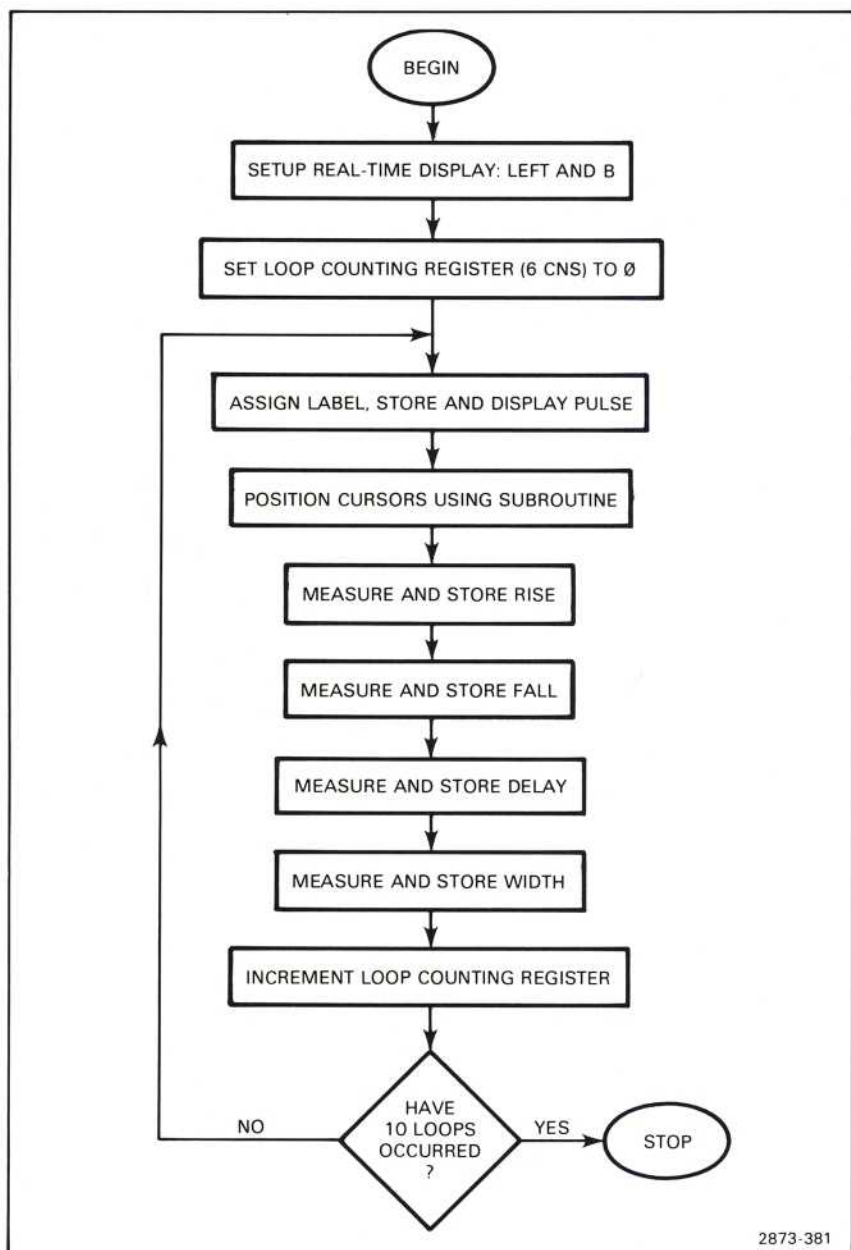 BEGIN
SETUP REAL-TIME DISPLAY: LEFT AND B
SET LOOP COUNTING REGISTER (6 CNS) TO Ø
ASSIGN LABEL, STORE AND DISPLAY PULSE
POSITION CURSORS USING SUBROUTINE
MEASURE AND STORE RISE
MEASURE AND STORE FALL
MEASURE AND STORE DELAY
MEASURE AND STORE WIDTH
INCREMENT LOOP COUNTING REGISTER
HAVE
10 LOOPS
OCCURRED
?
NO
YES
STOP
2873-381